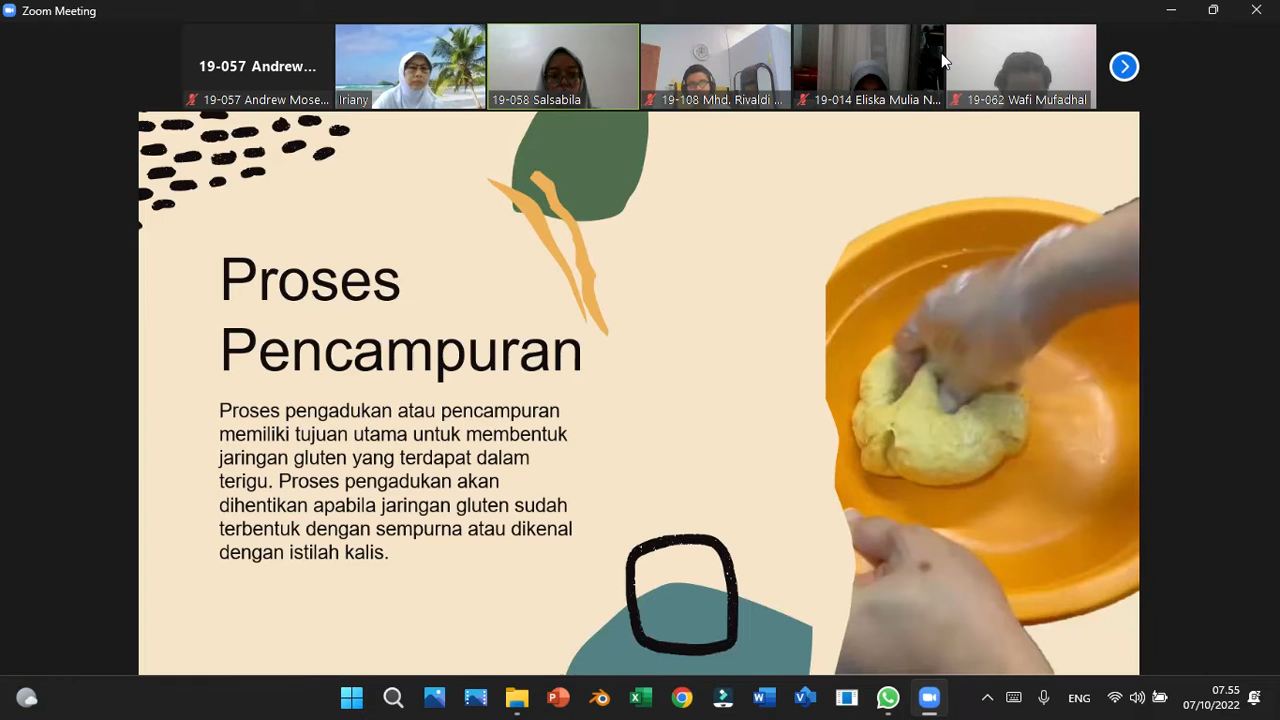 Zoom Meeting
19-057 Andrew...
19-057 Andrew Mose...
Iriany
19-058 Salsabila
19-108 Mhd. Rivaldi ...
19-014 Eliska Mulia N...
19-062 Wafi Mufadhal
Proses
Pencampuran
Proses pengadukan atau pencampuran
memiliki tujuan utama untuk membentuk
jaringan gluten yang terdapat dalam
terigu. Proses pengadukan akan
dihentikan apabila jaringan gluten sudah
terbentuk dengan sempurna atau dikenal
dengan istilah kalis.
ENG
07.55
07/10/2022